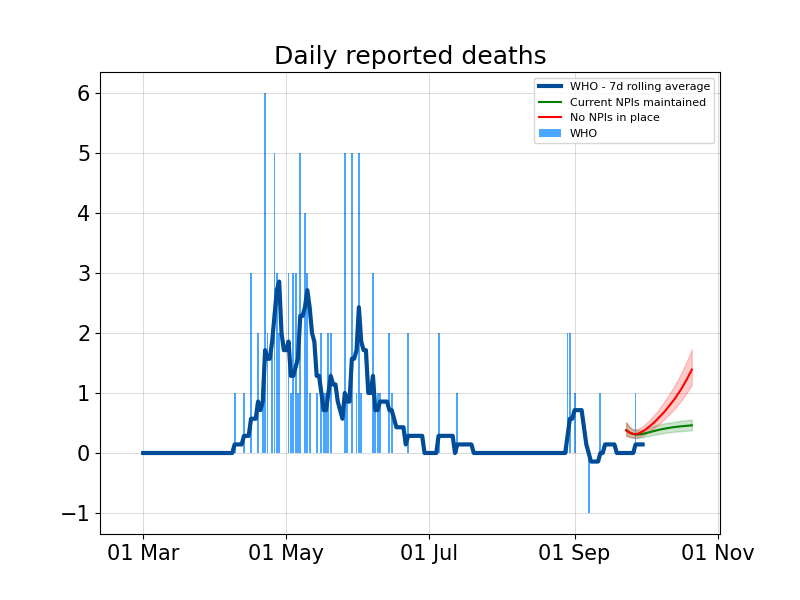 Daily reported deaths
6
5
4
3
2
1
0
−1
01 Mar
01 May
01 Jul
01 Sep
01 Nov
WHO - 7d rolling average
Current NPIs maintained
No NPIs in place
WHO